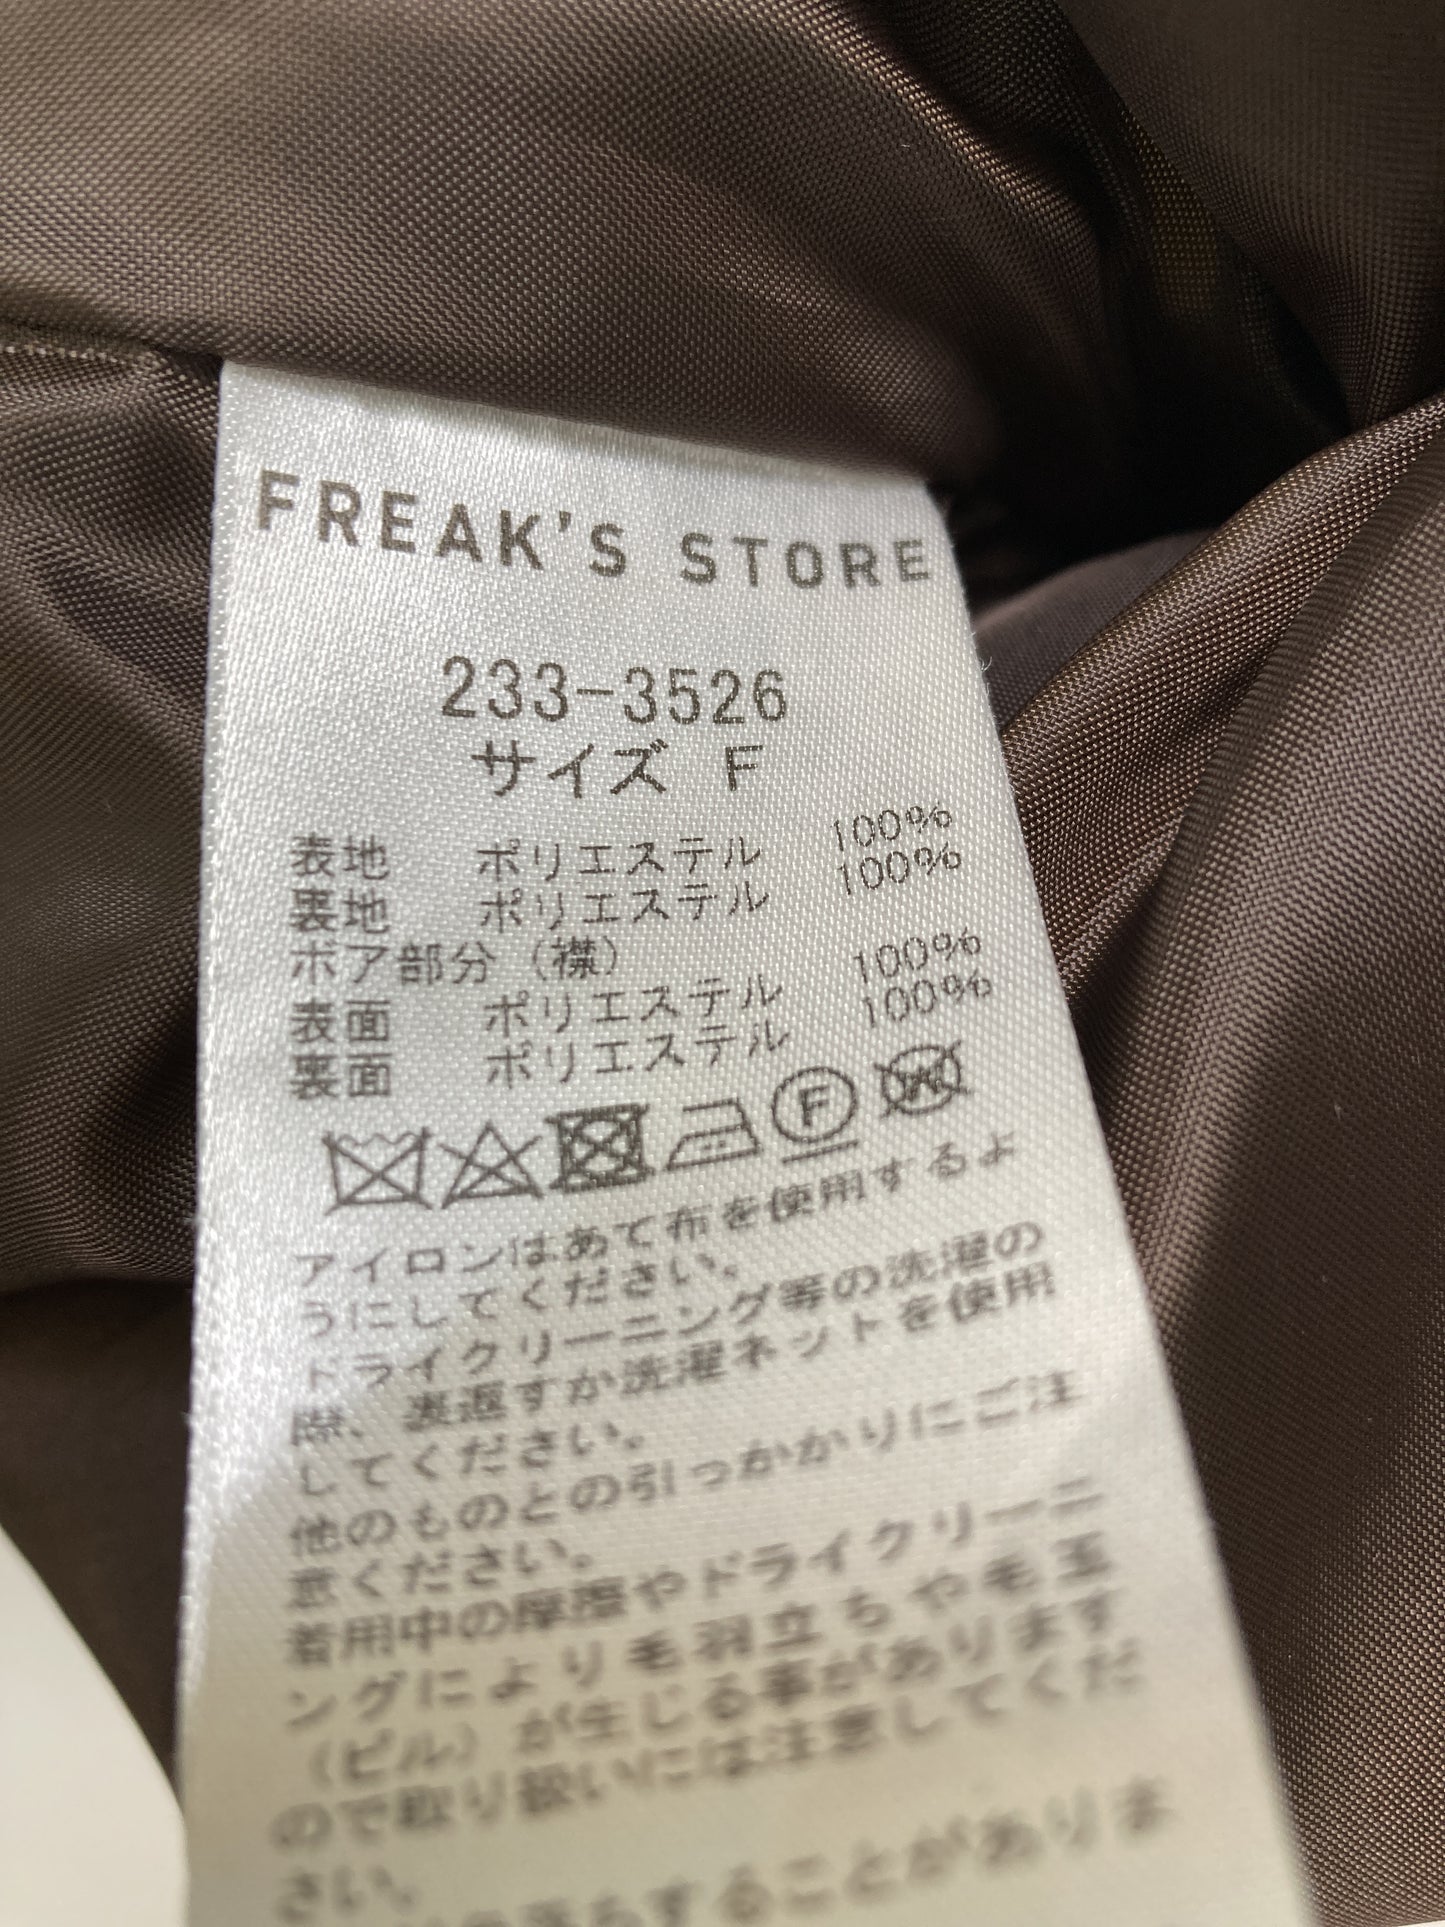 FREAK'S STORE
233-3526
サイズ F
表地 ポリエステル 100%
裏地 ポリエステル 100%
ボア部分(襟)
表面 ポリエステル 100%
裏面 ポリエステル 100%
F
W
アイロンはあて布を使用するよ
うにしてください。
ドライクリーニング等の洗濯の
際、裏返すか洗濯ネットを使用
してください。
他のものとの引っかかりにご注
意ください。
着用中の摩擦やドライクリーニ
ングにより毛羽立ちや毛玉
(ピル)が生じる事があります
ので取り扱いには注意してくだ
さい。
することがありま